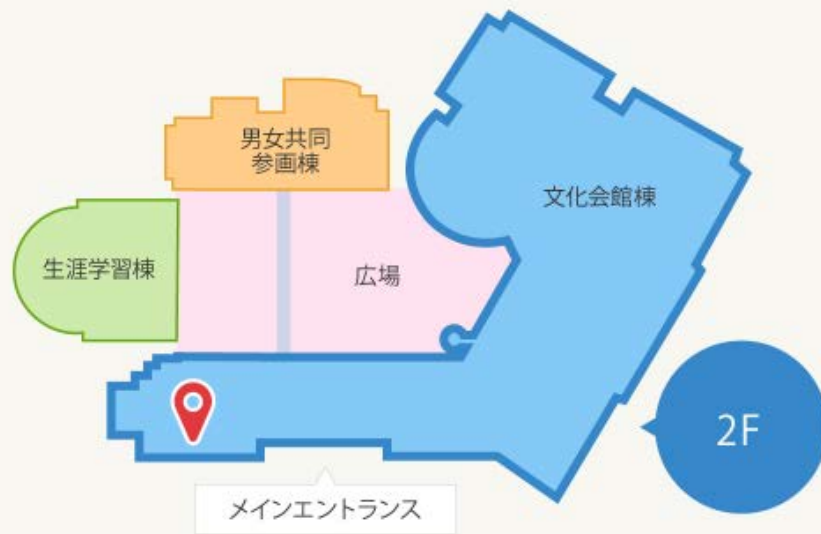 男女共同
参画棟
文化会館棟
生涯学習棟
広場
2F
メインエントランス